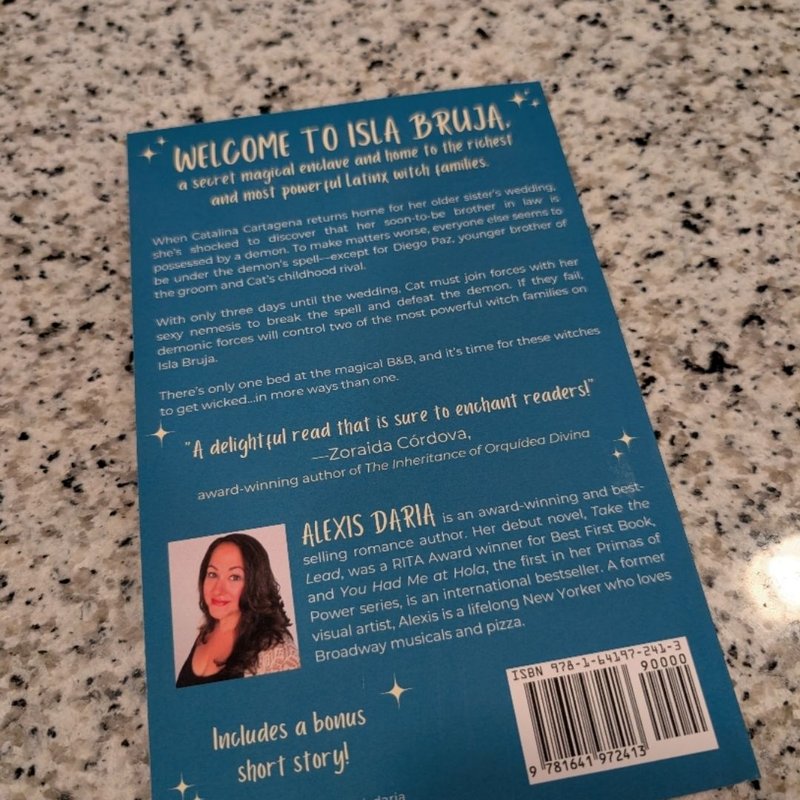 WELCOME TO ISLA BRUJA,
a secret magical enclave and home to the richest
and most powerful Latinx witch families.
When Catalina Cartagena returns home for her older sister's wedding,
she's shocked to discover that her soon-to-be brother in law is
possessed by a demon. To make matters worse, everyone else seems to
be under the demon's spell—except for Diego Paz, younger brother of
the groom and Cat's childhood rival.
With only three days until the wedding, Cat must join forces with her
sexy nemesis to break the spell and defeat the demon. If they fail,
demonic forces will control two of the most powerful witch families on
Isla Bruja.
There's only one bed at the magical B&B, and it's time for these witches
to get wicked...in more ways than one.
"A delightful read that is sure to enchant readers!"
—Zoraida Córdova,
award-winning author of The Inheritance of Orquídea Divina
ALEXIS DARIA is an award-winning and best-
selling romance author. Her debut novel, Take the
Lead, was a RITA Award winner for Best First Book,
and You Had Me at Hola, the first in her Primas of
Power series, is an international bestseller. A former
visual artist, Alexis is a lifelong New Yorker who loves
Broadway musicals and pizza.
ISBN 978-1-64197-241-3
90000
9 781641 972413
Includes a bonus
short story!
daria